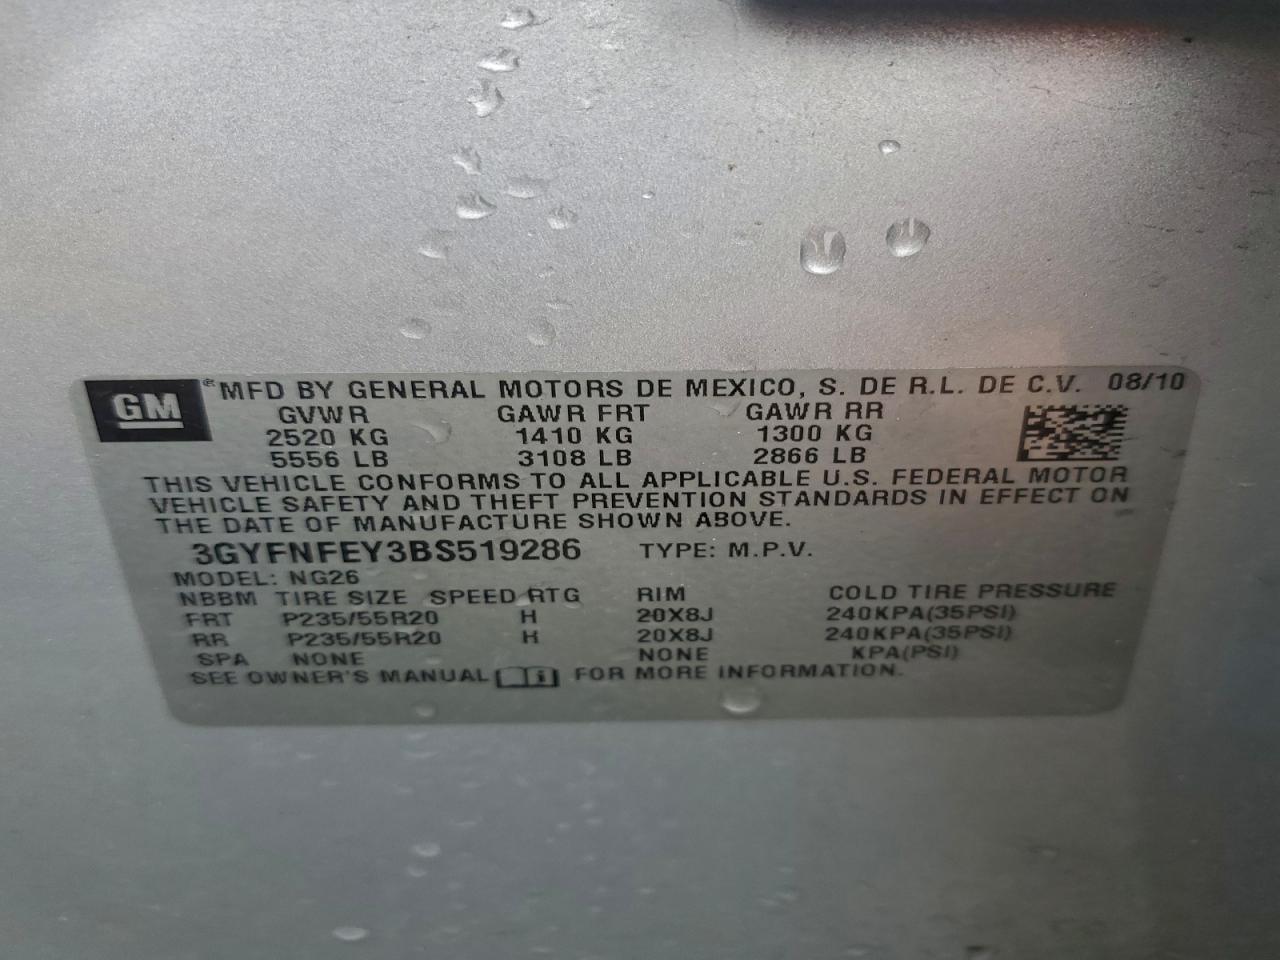 GM ® MFD BY GENERAL MOTORS DE MEXICO, S. DE R.L. DE C.V. 08/10
GVWR GAWR FRT GAWR RR
2520 KG 1410 KG 1300 KG
5556 LB 3108 LB 2866 LB
THIS VEHICLE CONFORMS TO ALL APPLICABLE U.S. FEDERAL MOTOR
VEHICLE SAFETY AND THEFT PREVENTION STANDARDS IN EFFECT ON
THE DATE OF MANUFACTURE SHOWN ABOVE.
3GYFNFEY3BS519286 TYPE: M.P.V.
MODEL: NG26
NBBM TIRE SIZE SPEED RTG RIM COLD TIRE PRESSURE
FRT P235/55R20 H 20X8J 240KPA(35PSI)
RR P235/55R20 H 20X8J 240KPA(35PSI)
SPA NONE NONE KPA(PSI)
SEE OWNER'S MANUAL FOR MORE INFORMATION.